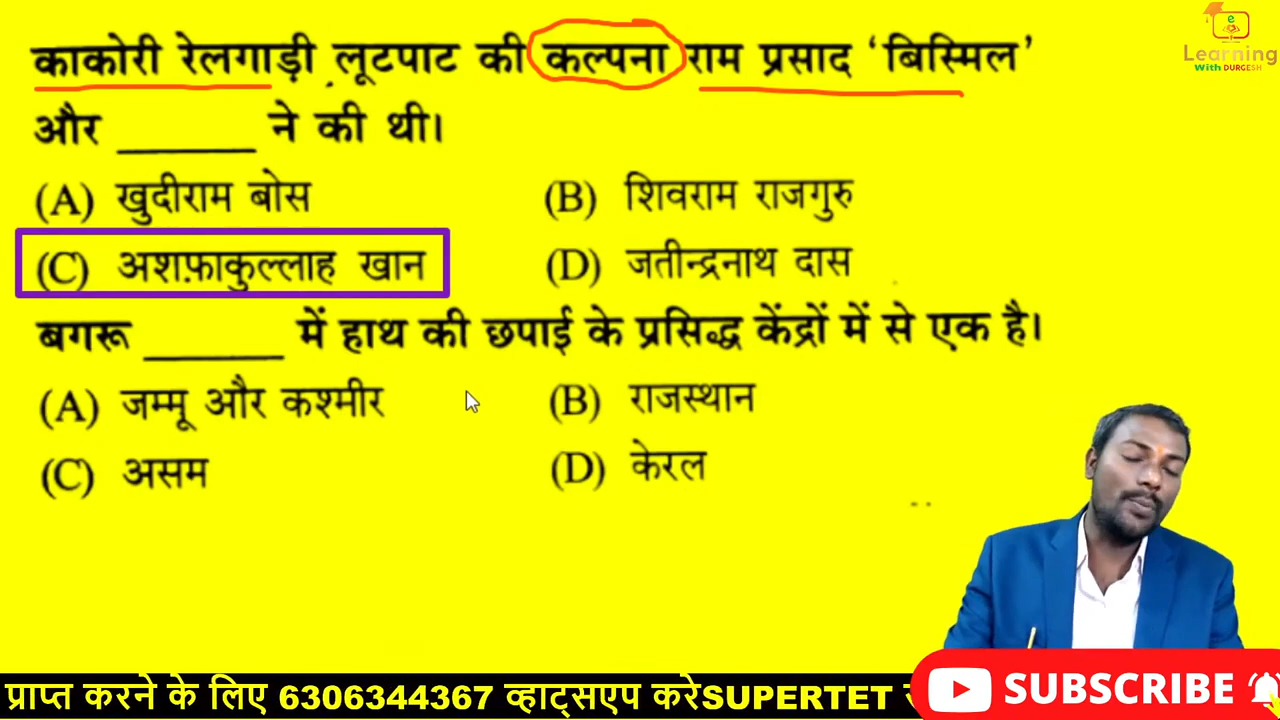 काकोरी रेलगाड़ी लूटपाट की कल्पना राम प्रसाद ‘बिस्मिल’
और ______ ने की थी।
(A) खुदीराम बोस
(B) शिवराम राजगुरु
(C) अशफ़ाकुल्लाह खान
(D) जतीन्द्रनाथ दास
बगरू ______ में हाथ की छपाई के प्रसिद्ध केंद्रों में से एक है।
(A) जम्मू और कश्मीर
(B) राजस्थान
(C) असम
(D) केरल
e
Learning
With DURGESH
प्राप्त करने के लिए 6306344367 व्हाट्सएप करेSUPERTET
SUBSCRIBE